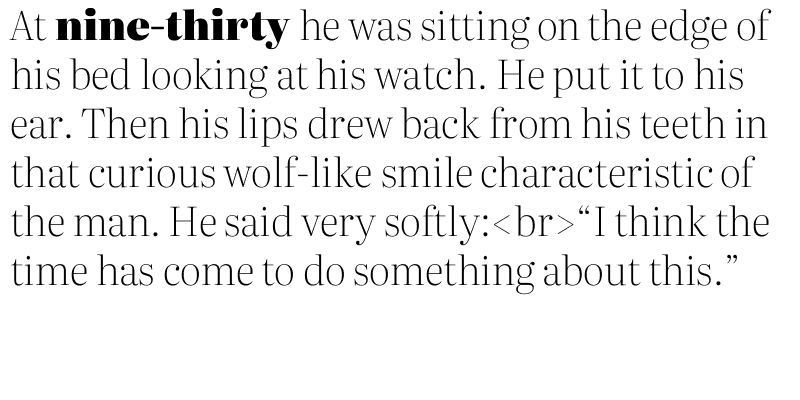 At nine-thirty he was sitting on the edge of
his bed looking at his watch. He put it to his
ear. Then his lips drew back from his teeth in
that curious wolf-like smile characteristic of
the man. He said very softly:<br>“I think the
time has come to do something about this.”